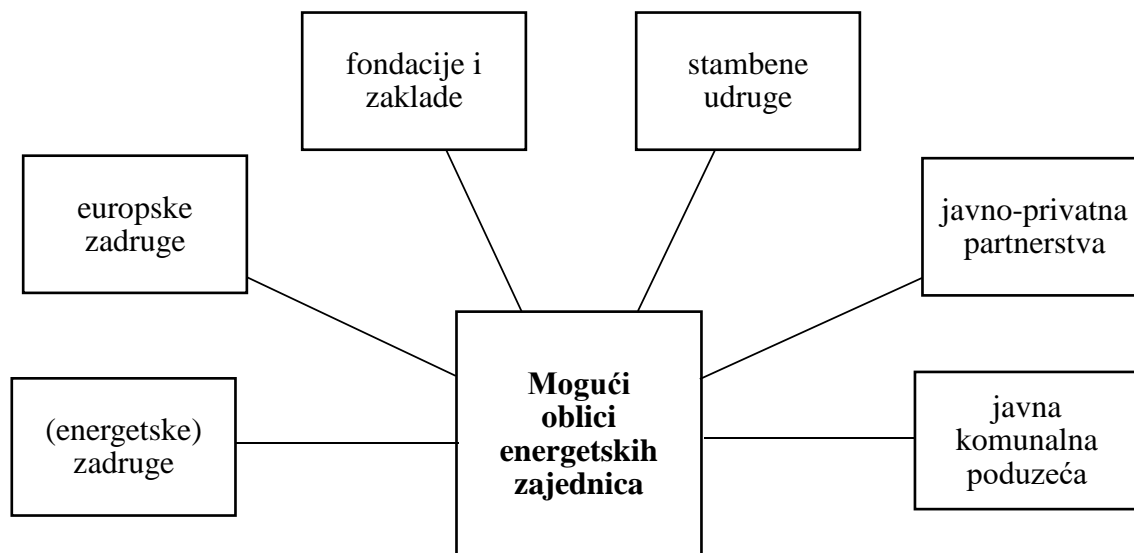 fondacije i
zaklade
stambene
udruge
europske
zadruge
javno-privatna
partnerstva
(energetske)
zadruge
Mogući
oblici
energetskih
zajednica
javna
komunalna
poduzeća